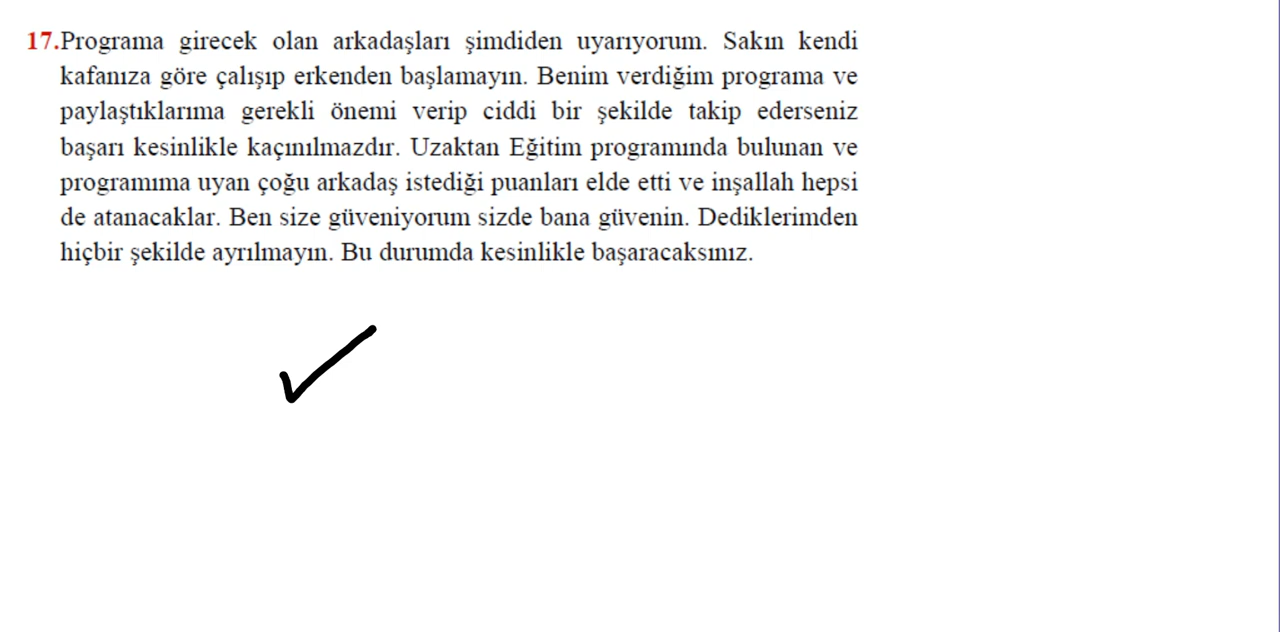 17.Programa girecek olan arkadaşları şimdiden uyarıyorum. Sakın kendi
kafanıza göre çalışıp erkenden başlamayın. Benim verdiğim programa ve
paylaştıklarıma gerekli önemi verip ciddi bir şekilde takip ederseniz
başarı kesinlikle kaçınılmazdır. Uzaktan Eğitim programında bulunan ve
programıma uyan çoğu arkadaş istediği puanları elde etti ve inşallah hepsi
de atanacaklar. Ben size güveniyorum sizde bana güvenin. Dediklerimden
hiçbir şekilde ayrılmayın. Bu durumda kesinlikle başaracaksınız.